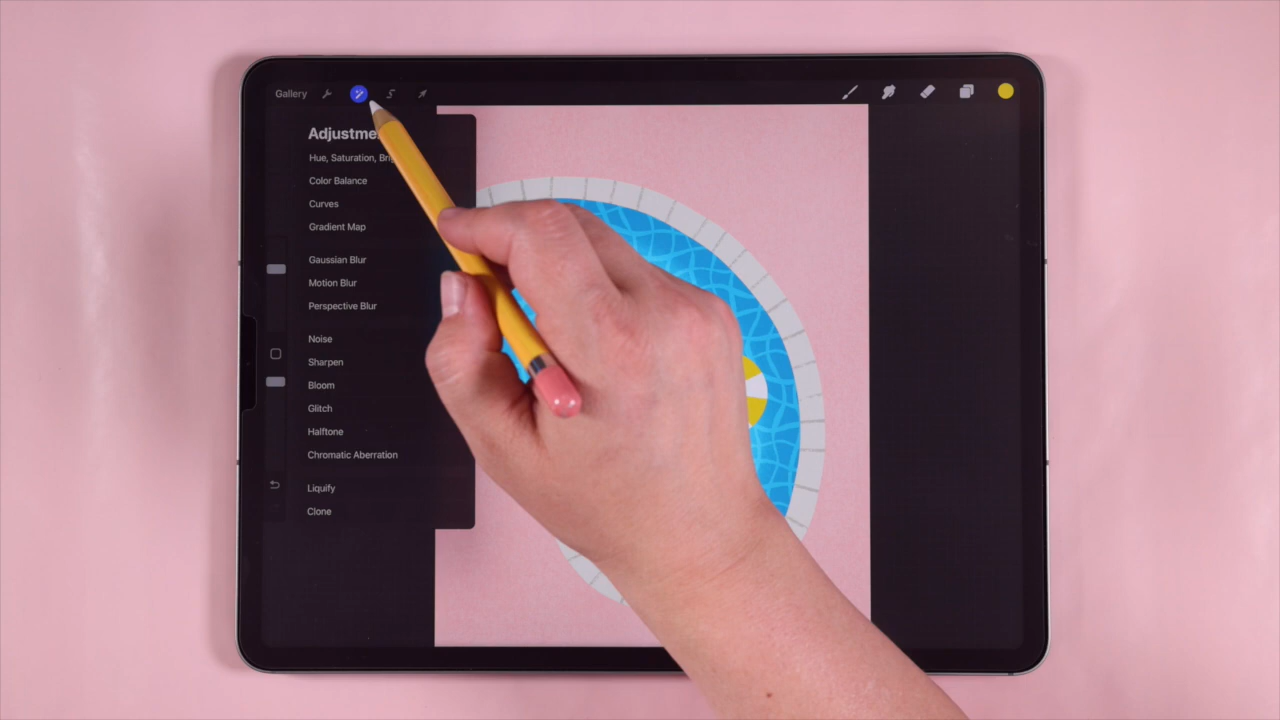 Gallery
Adjustme
Hue, Saturation, Brig
Color Balance
Curves
Gradient Map
Gaussian Blur
Motion Blur
Perspective Blur
Noise
Sharpen
Bloom
Glitch
Halftone
Chromatic Aberration
Liquify
Clone